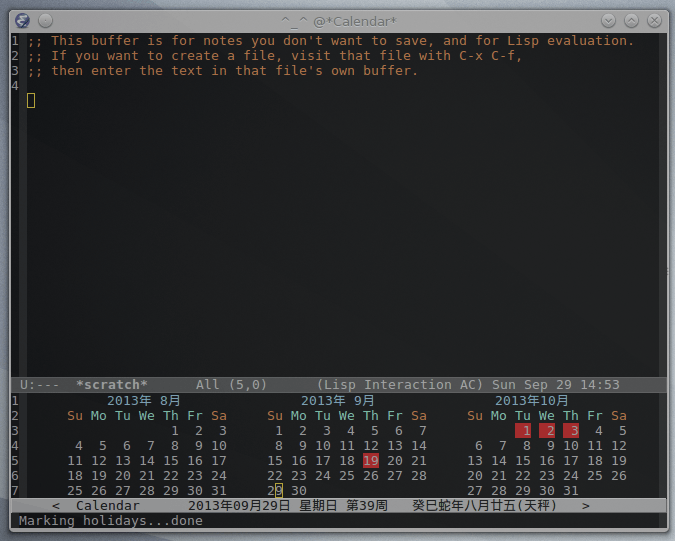 ^_^ @*Calendar*
1 ;; This buffer is for notes you don't want to save, and for Lisp evaluation.
2 ;; If you want to create a file, visit that file with C-x C-f,
3 ;; then enter the text in that file's own buffer.
4
U:--- *scratch* All (5,0) (Lisp Interaction AC) Sun Sep 29 14:53
1 2013年 8月 2013年 9月 2013年10月
2 Su Mo Tu We Th Fr Sa Su Mo Tu We Th Fr Sa Su Mo Tu We Th Fr Sa
3 1 2 3 1 2 3 4 5 6 7 1 2 3 4 5
4 4 5 6 7 8 9 10 8 9 10 11 12 13 14 6 7 8 9 10 11 12
5 11 12 13 14 15 16 17 15 16 17 18 19 20 21 13 14 15 16 17 18 19
6 18 19 20 21 22 23 24 22 23 24 25 26 27 28 20 21 22 23 24 25 26
7 25 26 27 28 29 30 31 29 30 27 28 29 30 31
< Calendar 2013年09月29日 星期日 第39周 癸巳蛇年八月廿五(天秤) >
Marking holidays...done